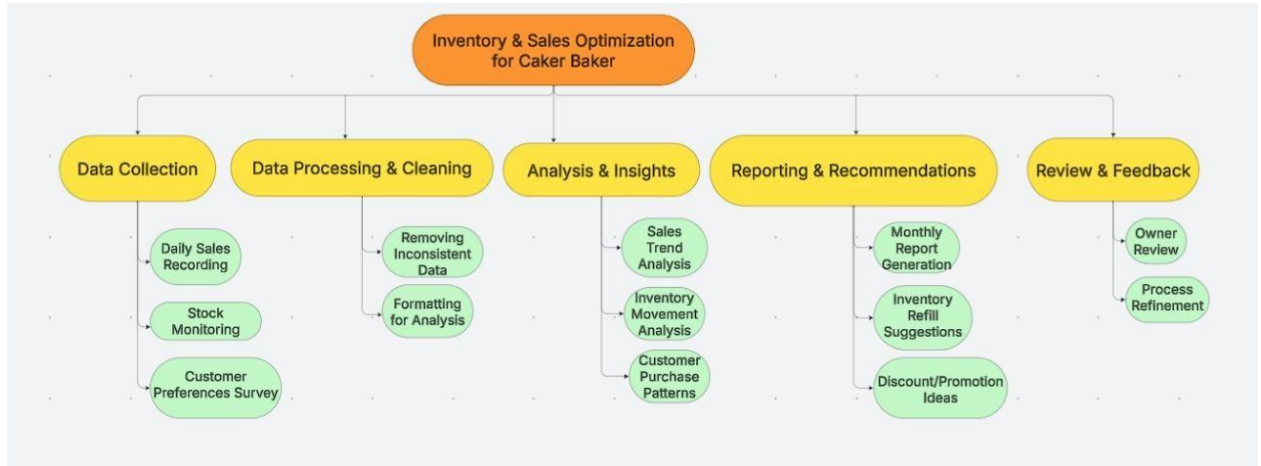 Inventory & Sales Optimization
for Caker Baker
Data Collection
Data Processing & Cleaning
Analysis & Insights
Reporting & Recommendations
Review & Feedback
Daily Sales
Recording
Stock
Monitoring
Customer
Preferences Survey
Removing
Inconsistent
Data
Formatting
for Analysis
Sales
Trend
Analysis
Inventory
Movement
Analysis
Customer
Purchase
Patterns
Monthly
Report
Generation
Inventory
Refill
Suggestions
Discount/Promotion
Ideas
Owner
Review
Process
Refinement